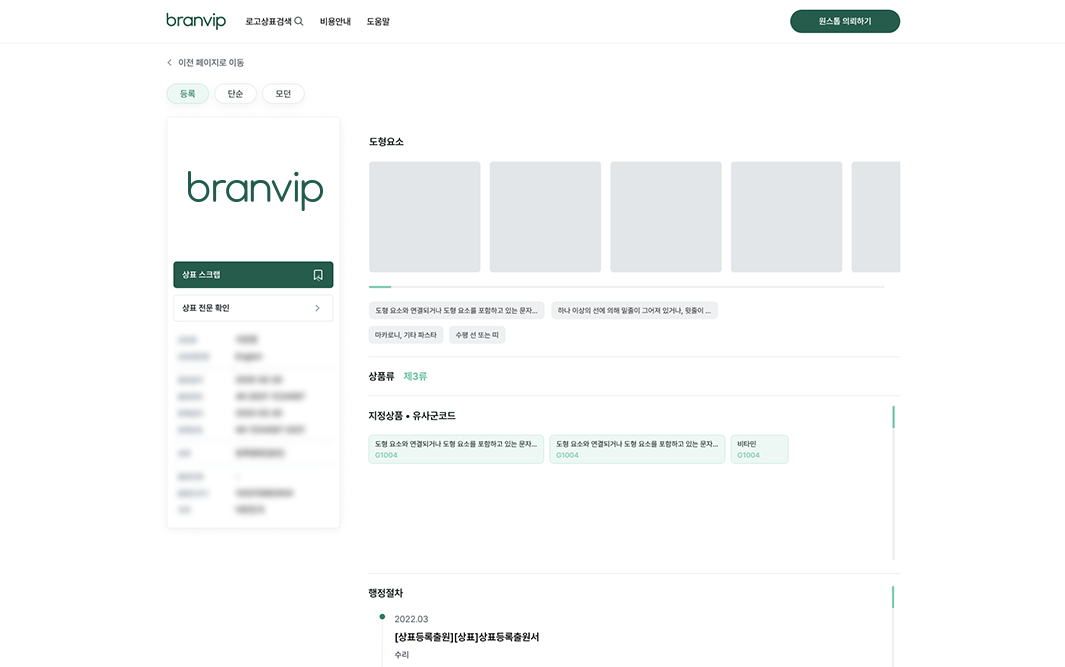 branvip 로고상표검색 비용안내 도움말 원스톱 의뢰하기
이전 페이지로 이동
등록 단순 모던
branvip
상표 스크랩
상표 전문 확인
도형요소
도형 요소와 연결되거나 도형 요소를 포함하고 있는 문자... 하나 이상의 선에 의해 밑줄이 그어져 있거나, 윗줄이 ...
마카로니, 기타 파스타 수평 선 또는 띠
상품류 제3류
지정상품 • 유사군코드
도형 요소와 연결되거나 도형 요소를 포함하고 있는 문자... 도형 요소와 연결되거나 도형 요소를 포함하고 있는 문자... 비타민
G1004 G1004 G1004
행정절차
2022.03
[상표등록출원][상표]상표등록출원서
수리